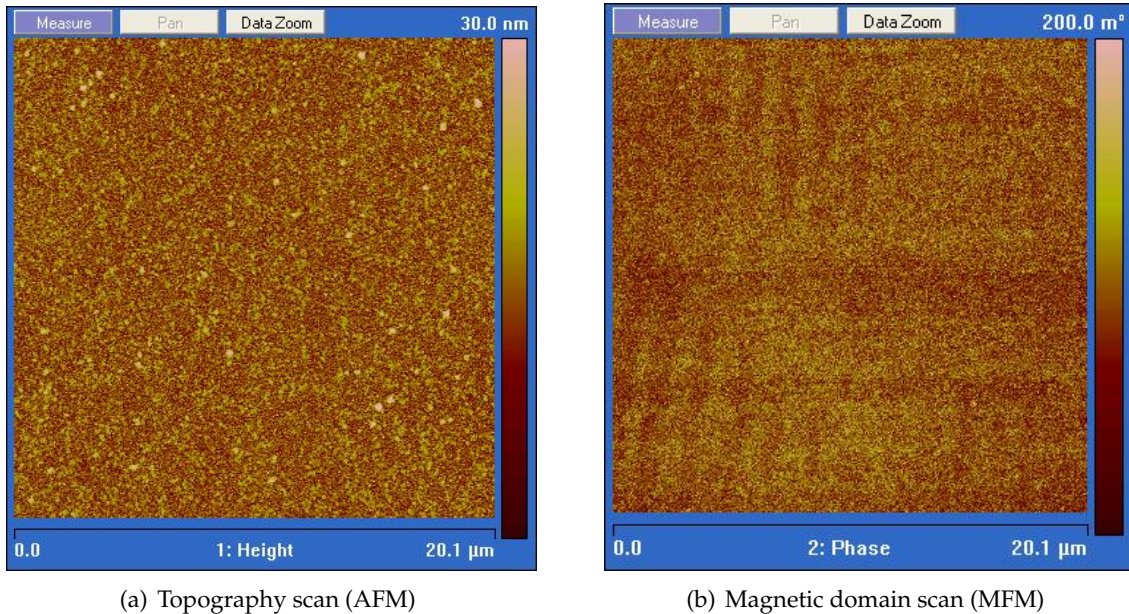 Measure Pan Data Zoom 30.0 nm
0.0 1: Height 20.1 µm
(a) Topography scan (AFM)
Measure Pan Data Zoom 200.0 m°
0.0 2: Phase 20.1 µm
(b) Magnetic domain scan (MFM)